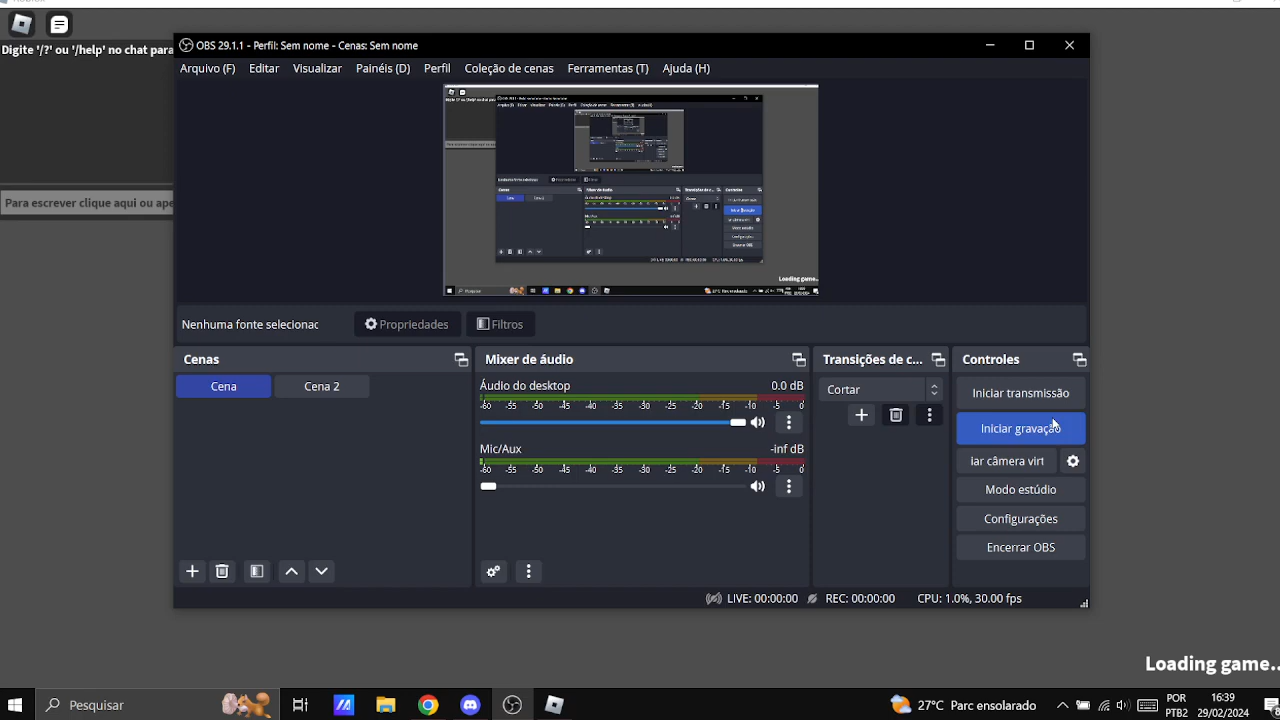 Digite '/?' ou '/help' no chat para
Para escrever clique aqui ou ape
OBS 29.1.1 - Perfil: Sem nome - Cenas: Sem nome
Arquivo (F) Editar Visualizar Painéis (D) Perfil Coleção de cenas Ferramentas (T) Ajuda (H)
Loading game..
Nenhuma fonte selecionac Propriedades Filtros
Cenas
Cena Cena 2
Mixer de áudio
Áudio do desktop 0.0 dB
-60 -55 -50 -45 -40 -35 -30 -25 -20 -15 -10 -5 0
Mic/Aux -inf dB
-60 -55 -50 -45 -40 -35 -30 -25 -20 -15 -10 -5 0
Transições de c...
Cortar
Controles
Iniciar transmissão
Iniciar gravação
iar câmera virt
Modo estúdio
Configurações
Encerrar OBS
LIVE: 00:00:00 REC: 00:00:00 CPU: 1.0%, 30.00 fps
Loading game..
Pesquisar
27°C Parc ensolarado
POR
PTB2
16:39
29/02/2024